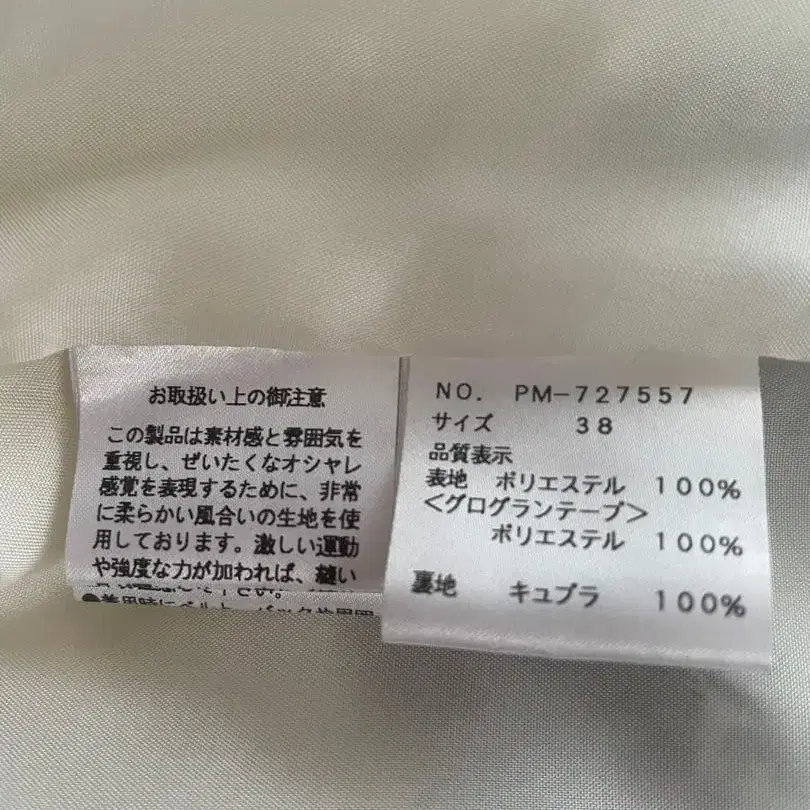 お取扱い上の御注意
この製品は素材感と雰囲気を
重視し、ぜいたくなオシャレ
感覚を表現するために、非常
に柔らかい風合いの生地を使
用しております。激しい運動
や強度な力が加われば、縫い
NO. PM-727557
サイズ 38
品質表示
表地 ポリエステル 100%
<グログランテープ>
ポリエステル 100%
裏地 キュプラ 100%